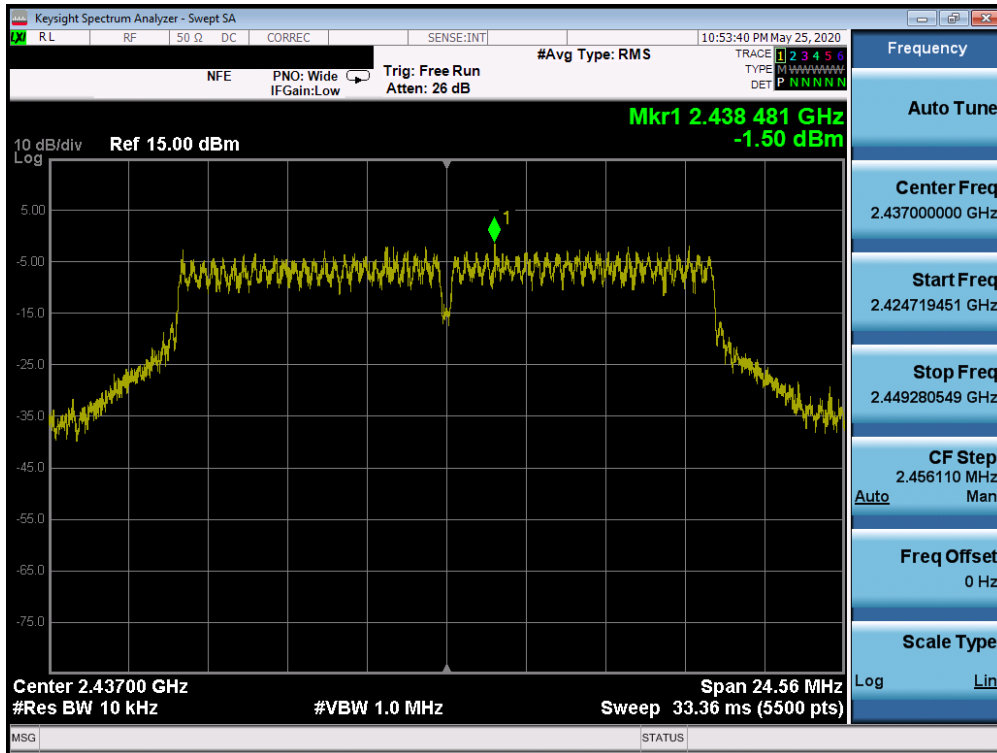 Keysight Spectrum Analyzer - Swept SA
LXI RL RF 50 Ω DC CORREC SENSE:INT 10:53:40 PM May 25, 2020
NFE PNO: Wide Trig: Free Run #Avg Type: RMS TRACE 1 2 3 4 5 6
IFGain:Low Atten: 26 dB TYPE M W W W W W
DET P N N N N N
Mkr1 2.438 481 GHz
-1.50 dBm
10 dB/div Ref 15.00 dBm
Log
5.00
1
-5.00
-15.0
-25.0
-35.0
-45.0
-55.0
-65.0
-75.0
Center 2.43700 GHz Span 24.56 MHz
#Res BW 10 kHz #VBW 1.0 MHz Sweep 33.36 ms (5500 pts)
MSG STATUS
Frequency
Auto Tune
Center Freq
2.437000000 GHz
Start Freq
2.424719451 GHz
Stop Freq
2.449280549 GHz
CF Step
2.456110 MHz
Auto Man
Freq Offset
0 Hz
Scale Type
Log Lin